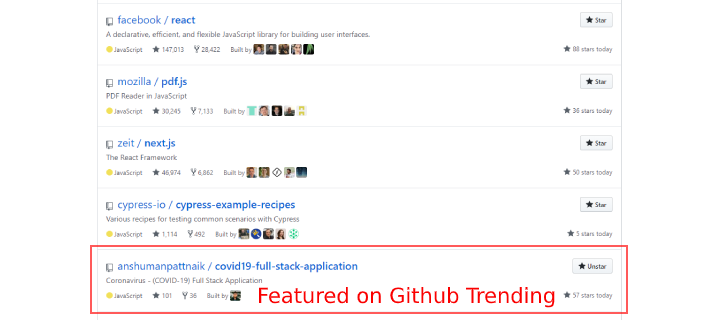 facebook / react
Star
A declarative, efficient, and flexible JavaScript library for building user interfaces.
JavaScript 147,013 28,422 Built by 88 stars today
mozilla / pdf.js
Star
PDF Reader in JavaScript
JavaScript 30,245 7,133 Built by 36 stars today
zeit / next.js
Star
The React Framework
JavaScript 46,974 6,862 Built by 50 stars today
cypress-io / cypress-example-recipes
Star
Various recipes for testing common scenarios with Cypress
JavaScript 1,114 492 Built by 5 stars today
anshumanpattnaik / covid19-full-stack-application
Unstar
Coronavirus - (COVID-19) Full Stack Application
JavaScript 101 36 Built by Featured on Github Trending 57 stars today